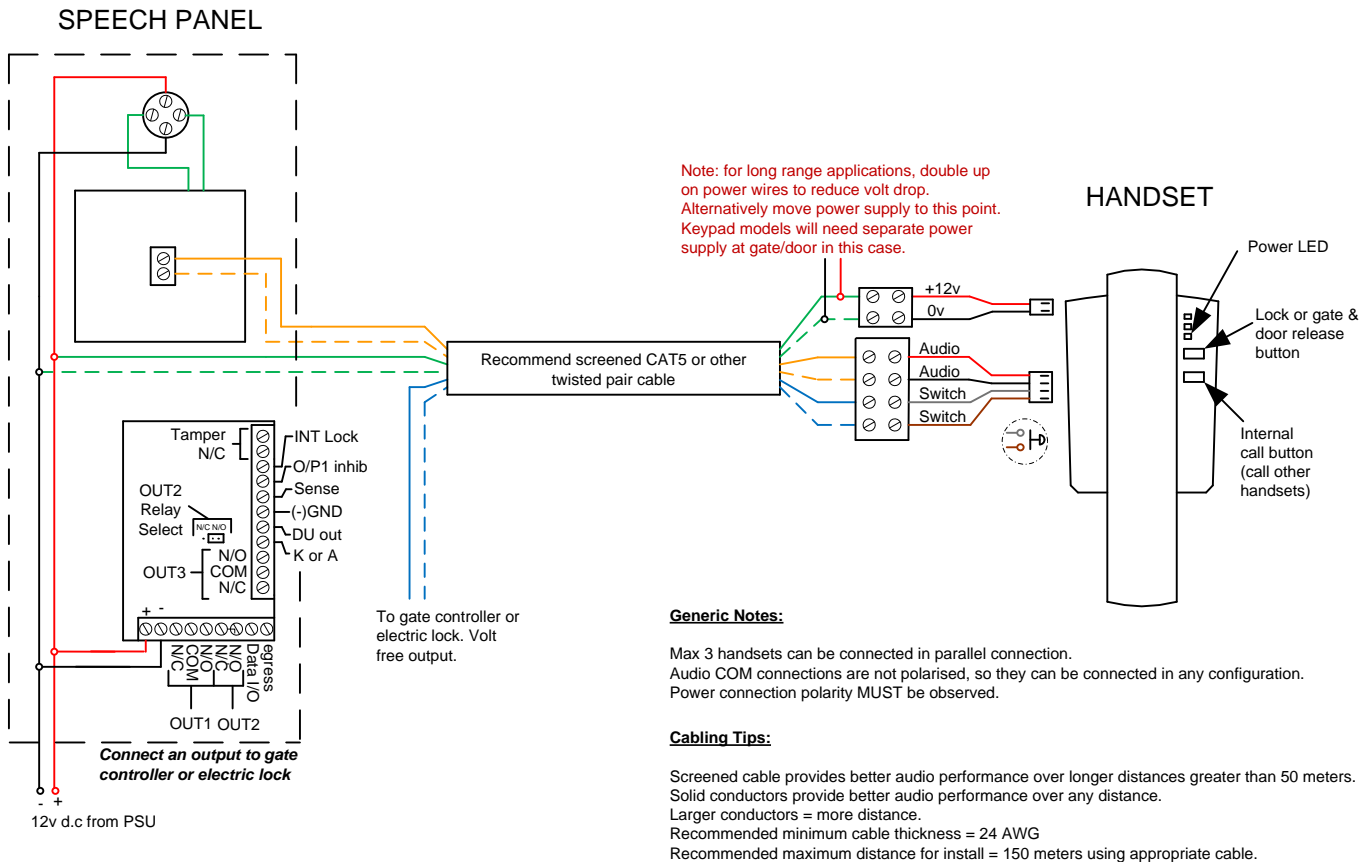 SPEECH PANEL
Note: for long range applications, double up
on power wires to reduce volt drop.
Alternatively move power supply to this point.
Keypad models will need separate power
supply at gate/door in this case.
HANDSET
Power LED
Lock or gate &
door release
button
Internal
call button
(call other
handsets)
+12v
0v
Audio
Audio
Switch
Switch
Recommend screened CAT5 or other
twisted pair cable
Tamper
N/C
INT Lock
O/P1 inhib
Sense
(-)GND
DU out
K or A
OUT2
Relay
Select
N/C N/O
OUT3
N/O
COM
N/C
+ -
N/C
COM
N/O
N/C
N/O
Data I/O
egress
OUT1 OUT2
To gate controller or
electric lock. Volt
free output.
Connect an output to gate
controller or electric lock
- +
12v d.c from PSU
Generic Notes:
Max 3 handsets can be connected in parallel connection.
Audio COM connections are not polarised, so they can be connected in any configuration.
Power connection polarity MUST be observed.
Cabling Tips:
Screened cable provides better audio performance over longer distances greater than 50 meters.
Solid conductors provide better audio performance over any distance.
Larger conductors = more distance.
Recommended minimum cable thickness = 24 AWG
Recommended maximum distance for install = 150 meters using appropriate cable.